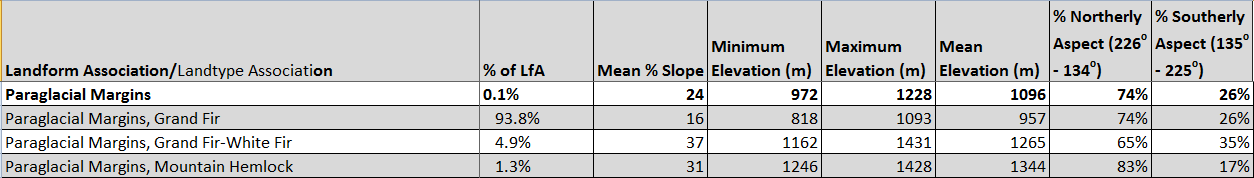 Landform Association/Landtype Association % of LfA Mean % Slope Minimum Elevation (m) Maximum Elevation (m) Mean Elevation (m) % Northerly Aspect (226° - 134°) % Southerly Aspect (135° - 225°)
Paraglacial Margins 0.1% 24 972 1228 1096 74% 26%
Paraglacial Margins, Grand Fir 93.8% 16 818 1093 957 74% 26%
Paraglacial Margins, Grand Fir-White Fir 4.9% 37 1162 1431 1265 65% 35%
Paraglacial Margins, Mountain Hemlock 1.3% 31 1246 1428 1344 83% 17%